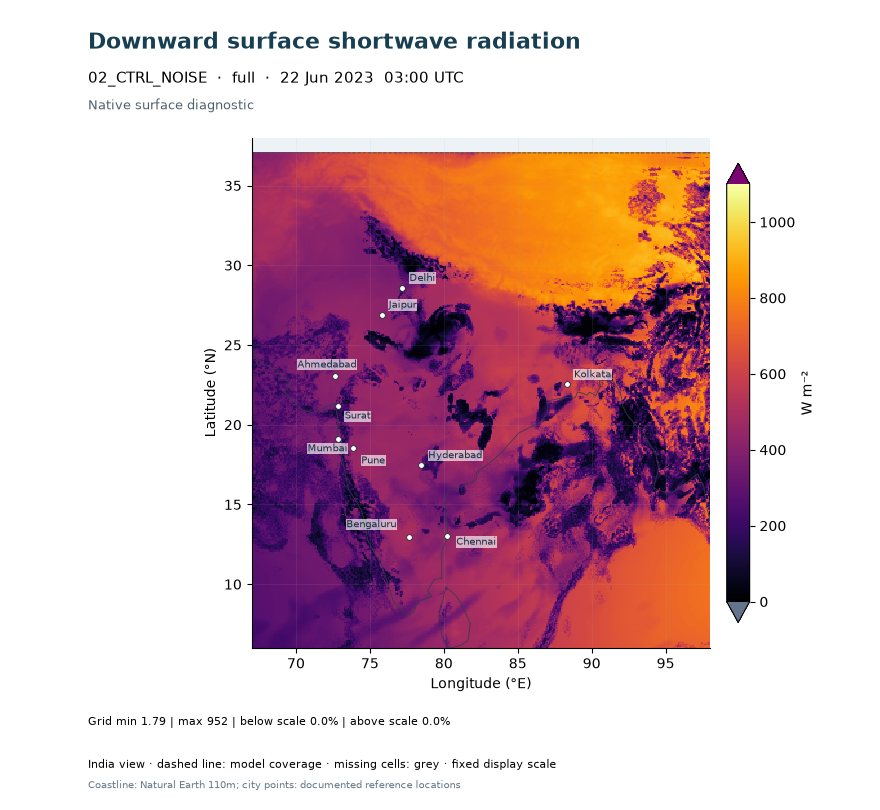 Downward surface shortwave radiation
02_CTRL_NOISE · full · 22 Jun 2023 03:00 UTC
Native surface diagnostic
35
30
25
20
15
10
Latitude (°N)
70 75 80 85 90 95
Longitude (°E)
Delhi
Jaipur
Ahmedabad
Kolkata
Surat
Mumbai
Pune
Hyderabad
Bengaluru
Chennai
1000
800
600
400
200
0
W m⁻²
Grid min 1.79 | max 952 | below scale 0.0% | above scale 0.0%
India view · dashed line: model coverage · missing cells: grey · fixed display scale
Coastline: Natural Earth 110m; city points: documented reference locations